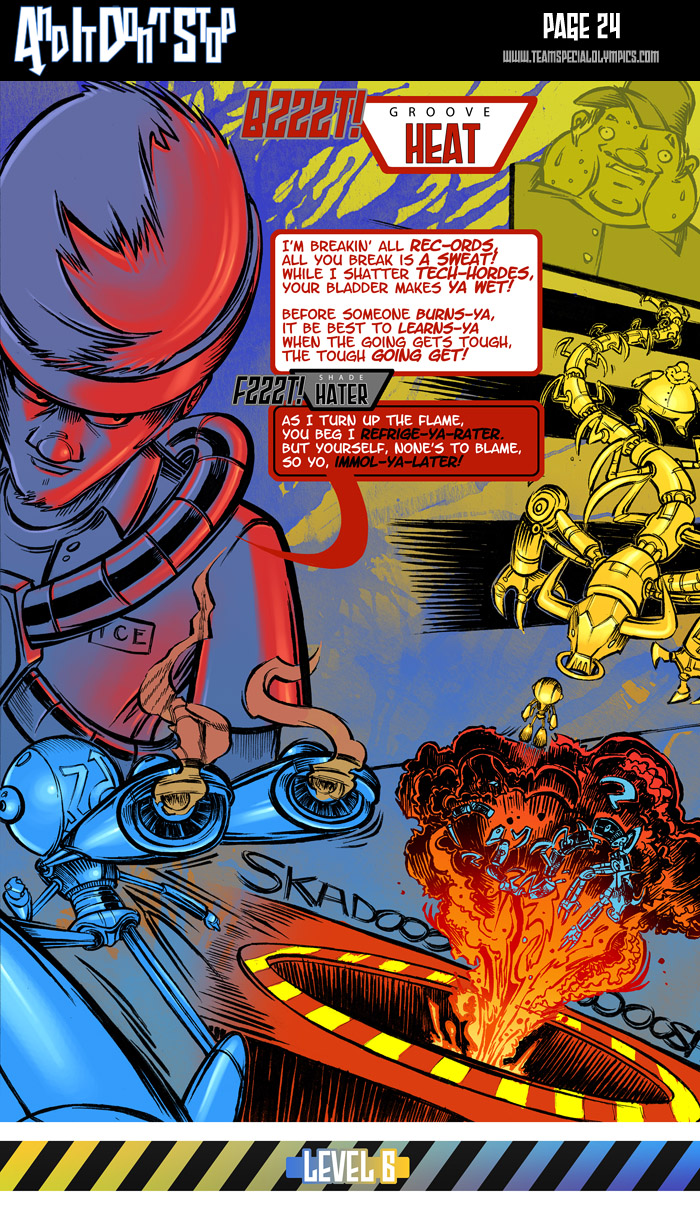 And It Don't Stop
PAGE 24
WWW.TEAMSPECIALOLYMPICS.COM
BZZZT!
GROOVE
HEAT
I'M BREAKIN' ALL REC-ORDS,
ALL YOU BREAK IS A SWEAT!
WHILE I SHATTER TECH-HORDES,
YOUR BLADDER MAKES YA WET!
BEFORE SOMEONE BURNS-YA,
IT BE BEST TO LEARNS-YA
WHEN THE GOING GETS TOUGH,
THE TOUGH GOING GET!
FZZZT!
SHADE
HATER
AS I TURN UP THE FLAME,
YOU BEG I REFRIGE-YA-RATER.
BUT YOURSELF, NONE'S TO BLAME,
SO YO, IMMOL-YA-LATER!
SKADOOO
OOGSH
LEVEL 6